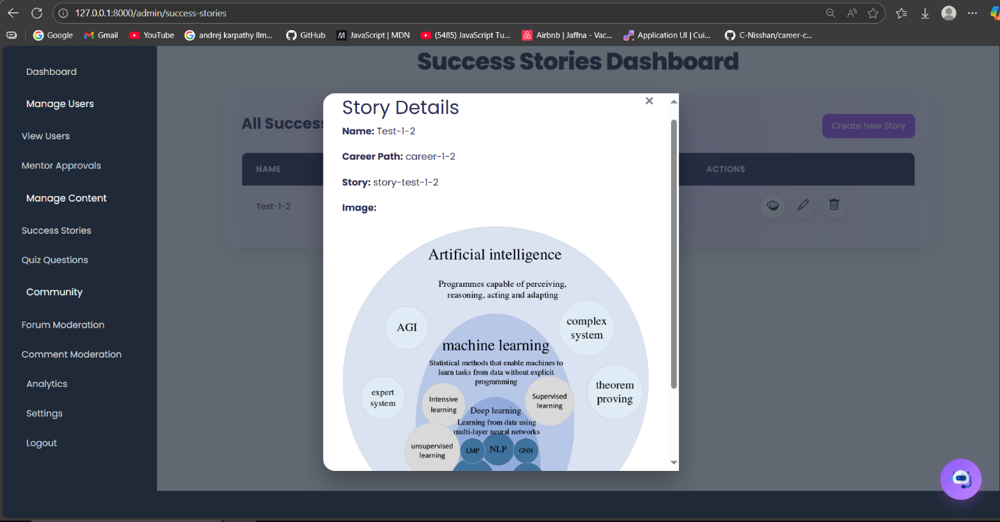 127.0.0.1:8000/admin/success-stories
Google
Gmail
YouTube
andrej karpathy llm...
GitHub
JavaScript | MDN
(5485) JavaScript Tu...
Airbnb | Jaffna - Vac...
Application UI | Cui...
C-Nisshan/career-c...
Dashboard
Manage Users
View Users
Mentor Approvals
Manage Content
Success Stories
Quiz Questions
Community
Forum Moderation
Comment Moderation
Analytics
Settings
Logout
Success Stories Dashboard
All Success
Create New Story
NAME
ACTIONS
Test-1-2
Story Details
×
Name: Test-1-2
Career Path: career-1-2
Story: story-test-1-2
Image:
Artificial intelligence
Programmes capable of perceiving,
reasoning, acting and adapting
AGI
complex
system
machine learning
Statistical methods that enable machines to
learn tasks from data without explicit
programming
expert
system
theorem
proving
Intensive
learning
Supervised
learning
Deep learning
Learning from data using
multi-layer neural networks
unsupervised
learning
LMP
NLP
GNN